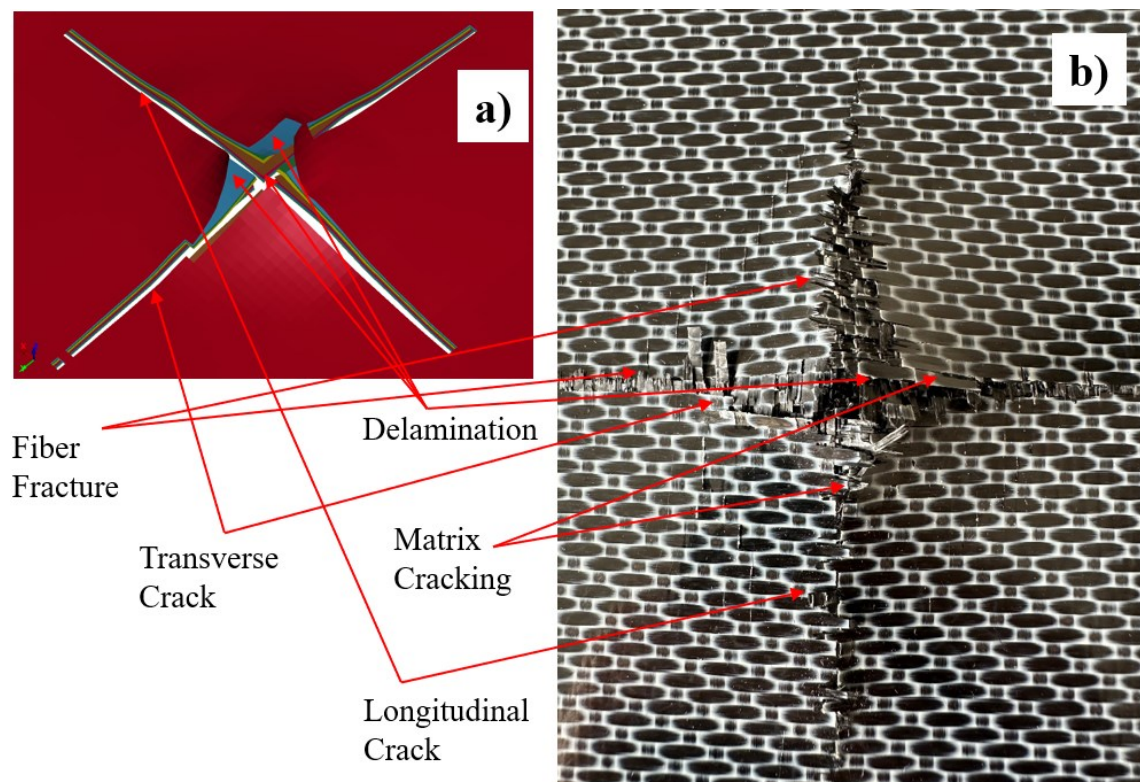 a)
b)
Fiber
Fracture
Delamination
Transverse
Crack
Matrix
Cracking
Longitudinal
Crack